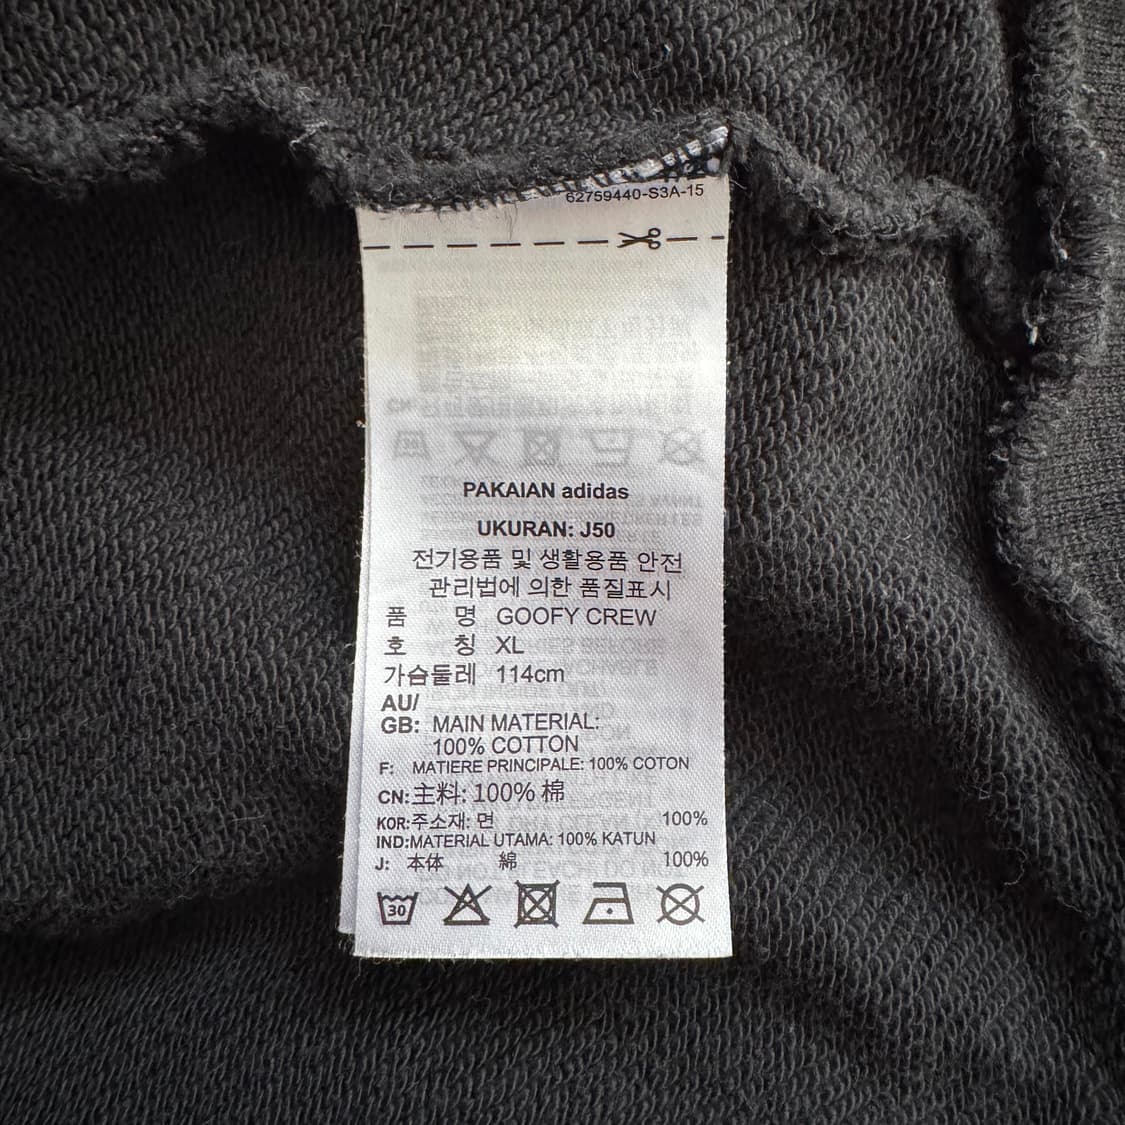 62759440-S3A-15
PAKAIAN adidas
UKURAN: J50
전기용품 및 생활용품 안전
관리법에 의한 품질표시
품 명 GOOFY CREW
호 칭 XL
가슴둘레 114cm
AU/
GB: MAIN MATERIAL:
100% COTTON
F: MATIERE PRINCIPALE: 100% COTON
CN:主料: 100% 棉
KOR:주소재: 면 100%
IND:MATERIAL UTAMA: 100% KATUN
J: 本体 綿 100%
30